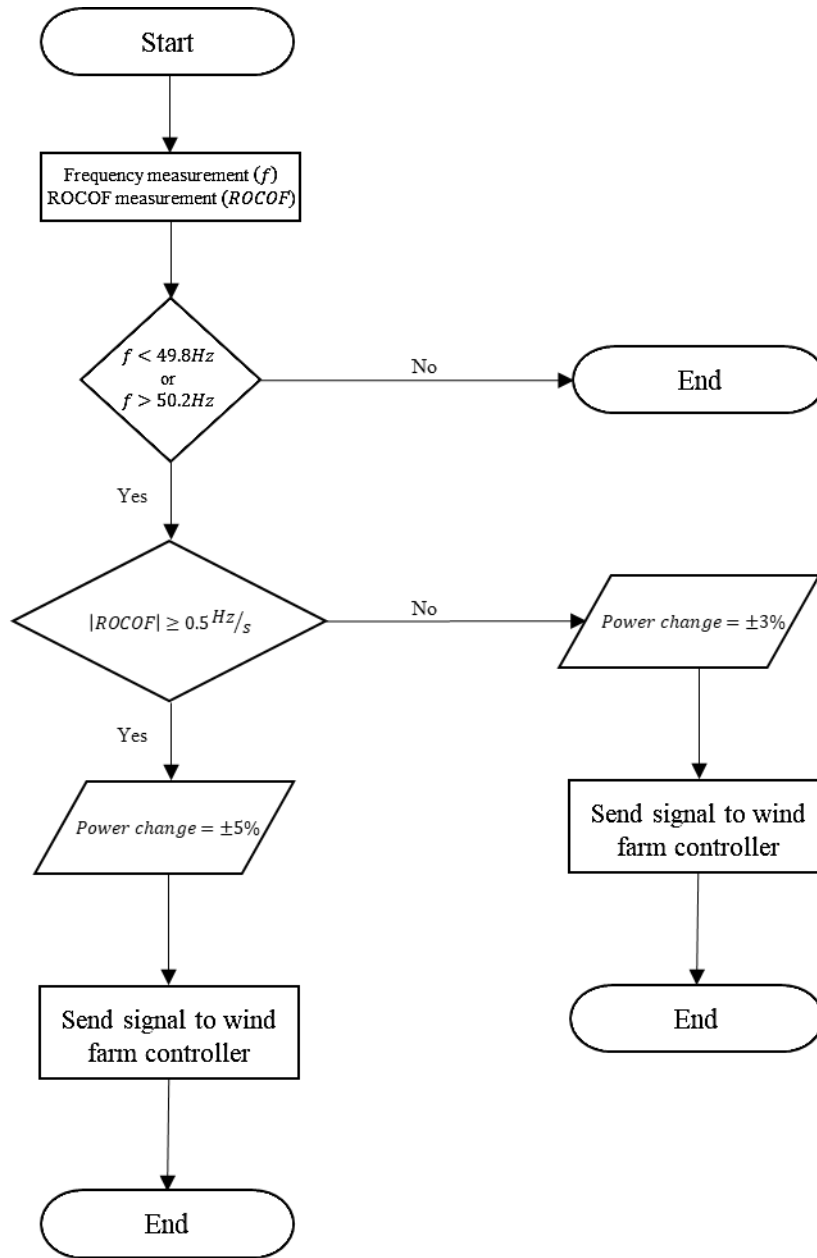 Start
Frequency measurement (f)
ROCOF measurement (ROCOF)
f < 49.8Hz
or
f > 50.2Hz
No
End
Yes
|ROCOF| ≥ 0.5 Hz/s
No
Power change = ±3%
Yes
Power change = ±5%
Send signal to wind
farm controller
Send signal to wind
farm controller
End
End